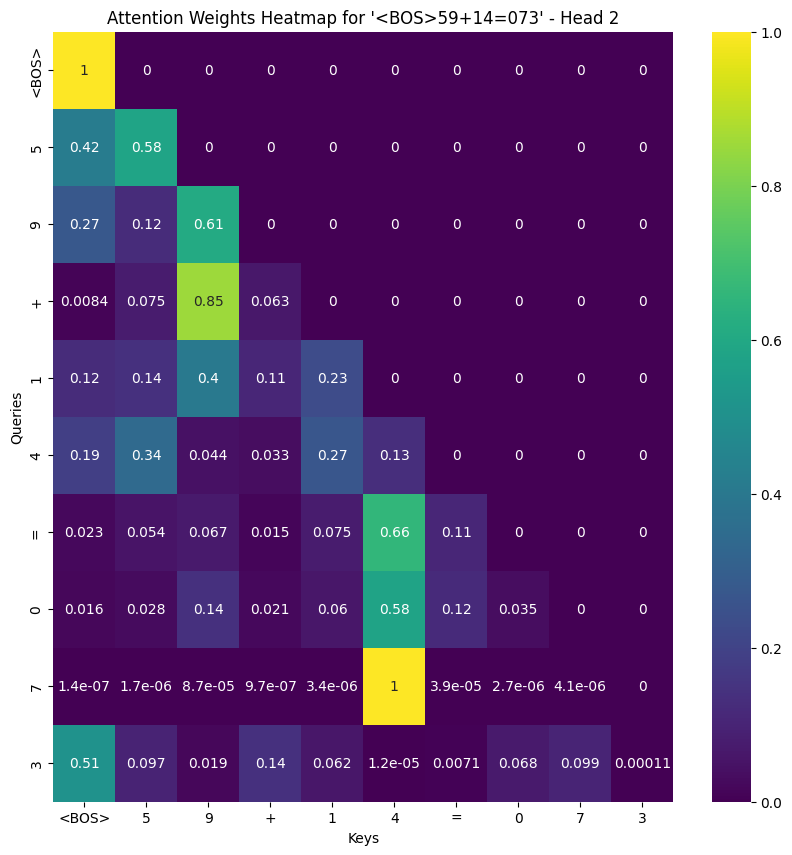 Attention Weights Heatmap for '<BOS>59+14=073' - Head 2
<BOS> 1 0 0 0 0 0 0 0 0 0
5 0.42 0.58 0 0 0 0 0 0 0 0
9 0.27 0.12 0.61 0 0 0 0 0 0 0
+ 0.0084 0.075 0.85 0.063 0 0 0 0 0 0
1 0.12 0.14 0.4 0.11 0.23 0 0 0 0 0
4 0.19 0.34 0.044 0.033 0.27 0.13 0 0 0 0
= 0.023 0.054 0.067 0.015 0.075 0.66 0.11 0 0 0
0 0.016 0.028 0.14 0.021 0.06 0.58 0.12 0.035 0 0
7 1.4e-07 1.7e-06 8.7e-05 9.7e-07 3.4e-06 1 3.9e-05 2.7e-06 4.1e-06 0
3 0.51 0.097 0.019 0.14 0.062 1.2e-05 0.0071 0.068 0.099 0.00011
<BOS> 5 9 + 1 4 = 0 7 3
Keys
Queries
1.0
0.8
0.6
0.4
0.2
0.0